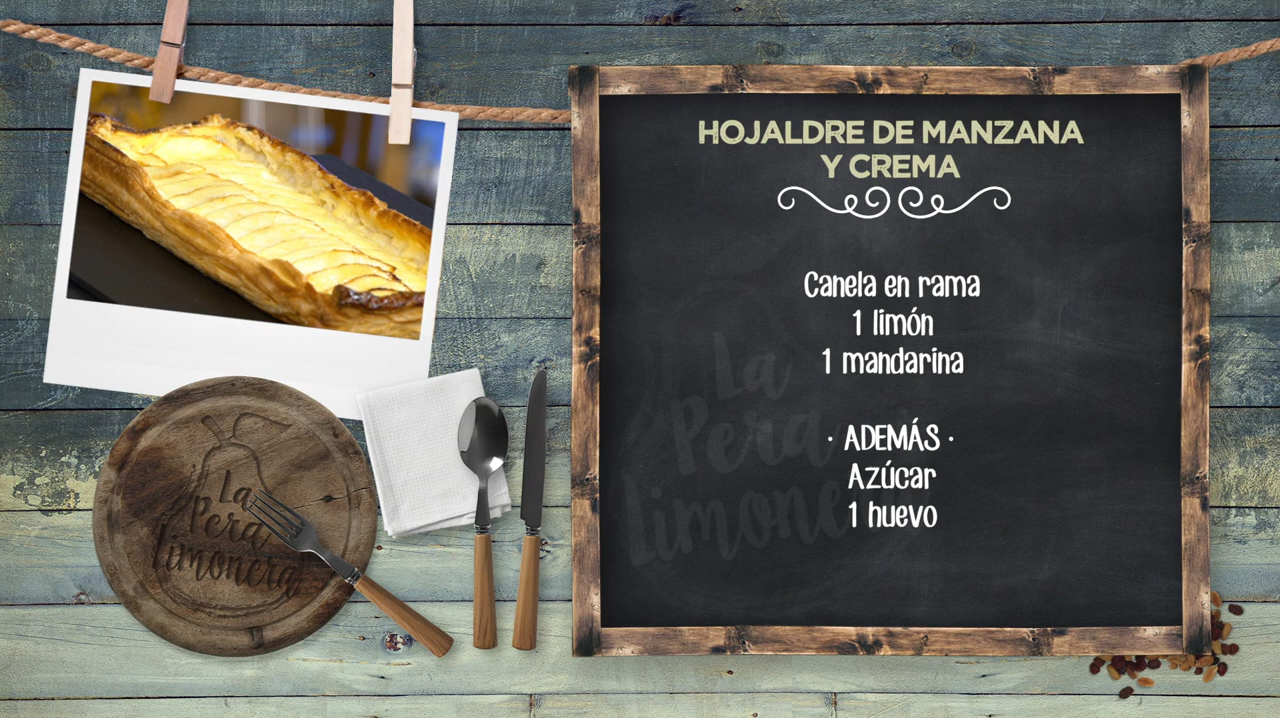 HOJALDRE DE MANZANA
Y CREMA
Canela en rama
1 limón
1 mandarina
· ADEMÁS ·
Azúcar
1 huevo
La
Pera
limonera
La
Pera
limonera